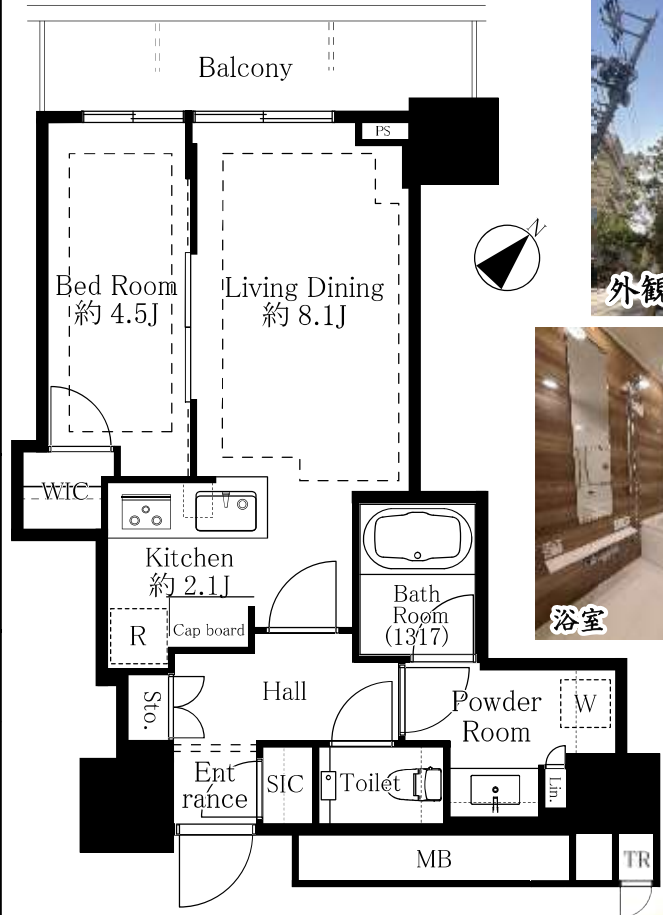 Balcony
PS
N
Bed Room
約 4.5J
Living Dining
約 8.1J
外観
WIC
Kitchen
約 2.1J
Bath
Room
(1317)
浴室
R
Cap board
Sto.
Hall
Powder
Room
W
Ent
rance
SIC
Toilet
Lin.
MB
TR